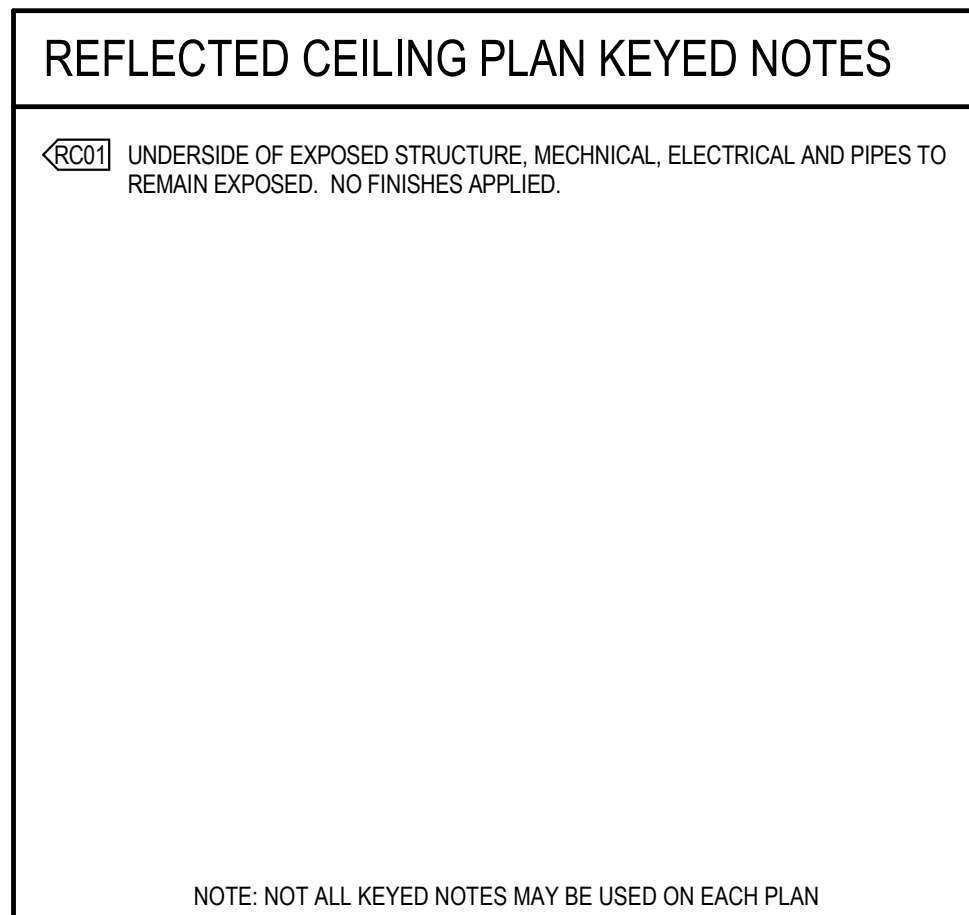 REFLECTED CEILING PLAN KEYED NOTES
RC01 UNDERSIDE OF EXPOSED STRUCTURE, MECHNICAL, ELECTRICAL AND PIPES TO
REMAIN EXPOSED.  NO FINISHES APPLIED.
NOTE: NOT ALL KEYED NOTES MAY BE USED ON EACH PLAN